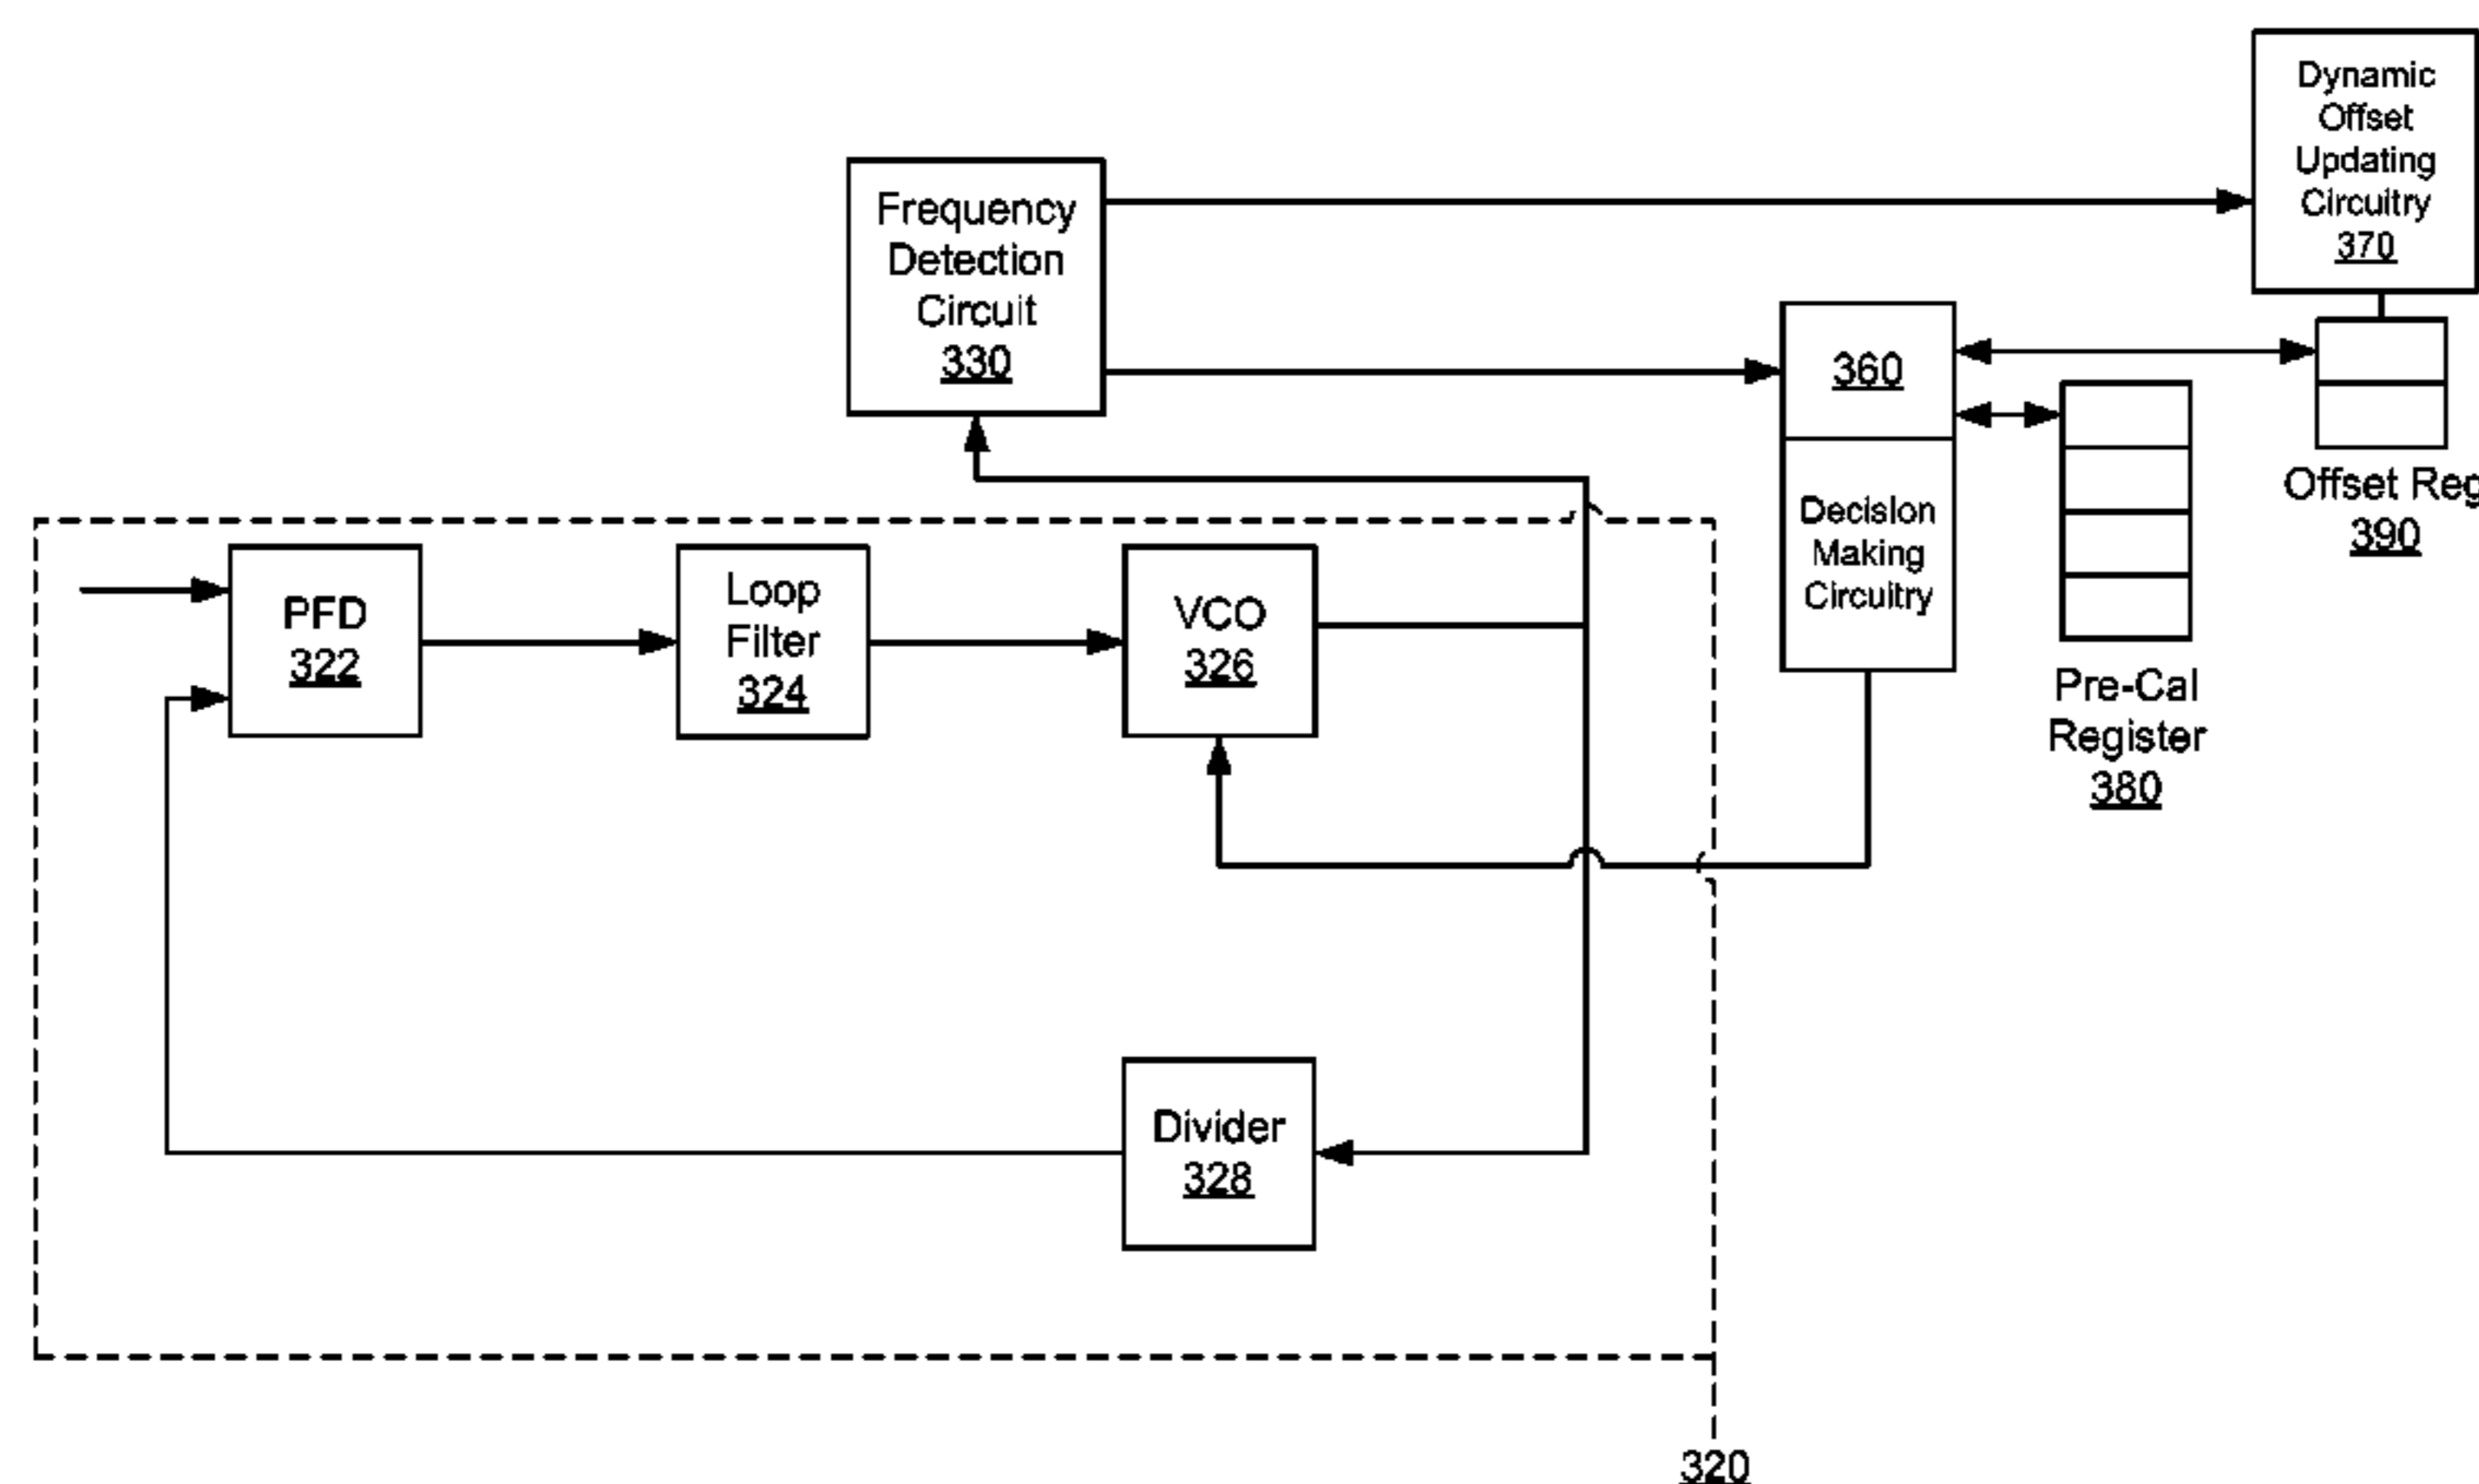 Dynamic
Offset
Updating
Circuitry
370
Frequency
Detection
Circuit
330
360
Decision
Making
Circuitry
Offset Reg
390
Pre-Cal
Register
380
PFD
322
Loop
Filter
324
VCO
326
Divider
328
320